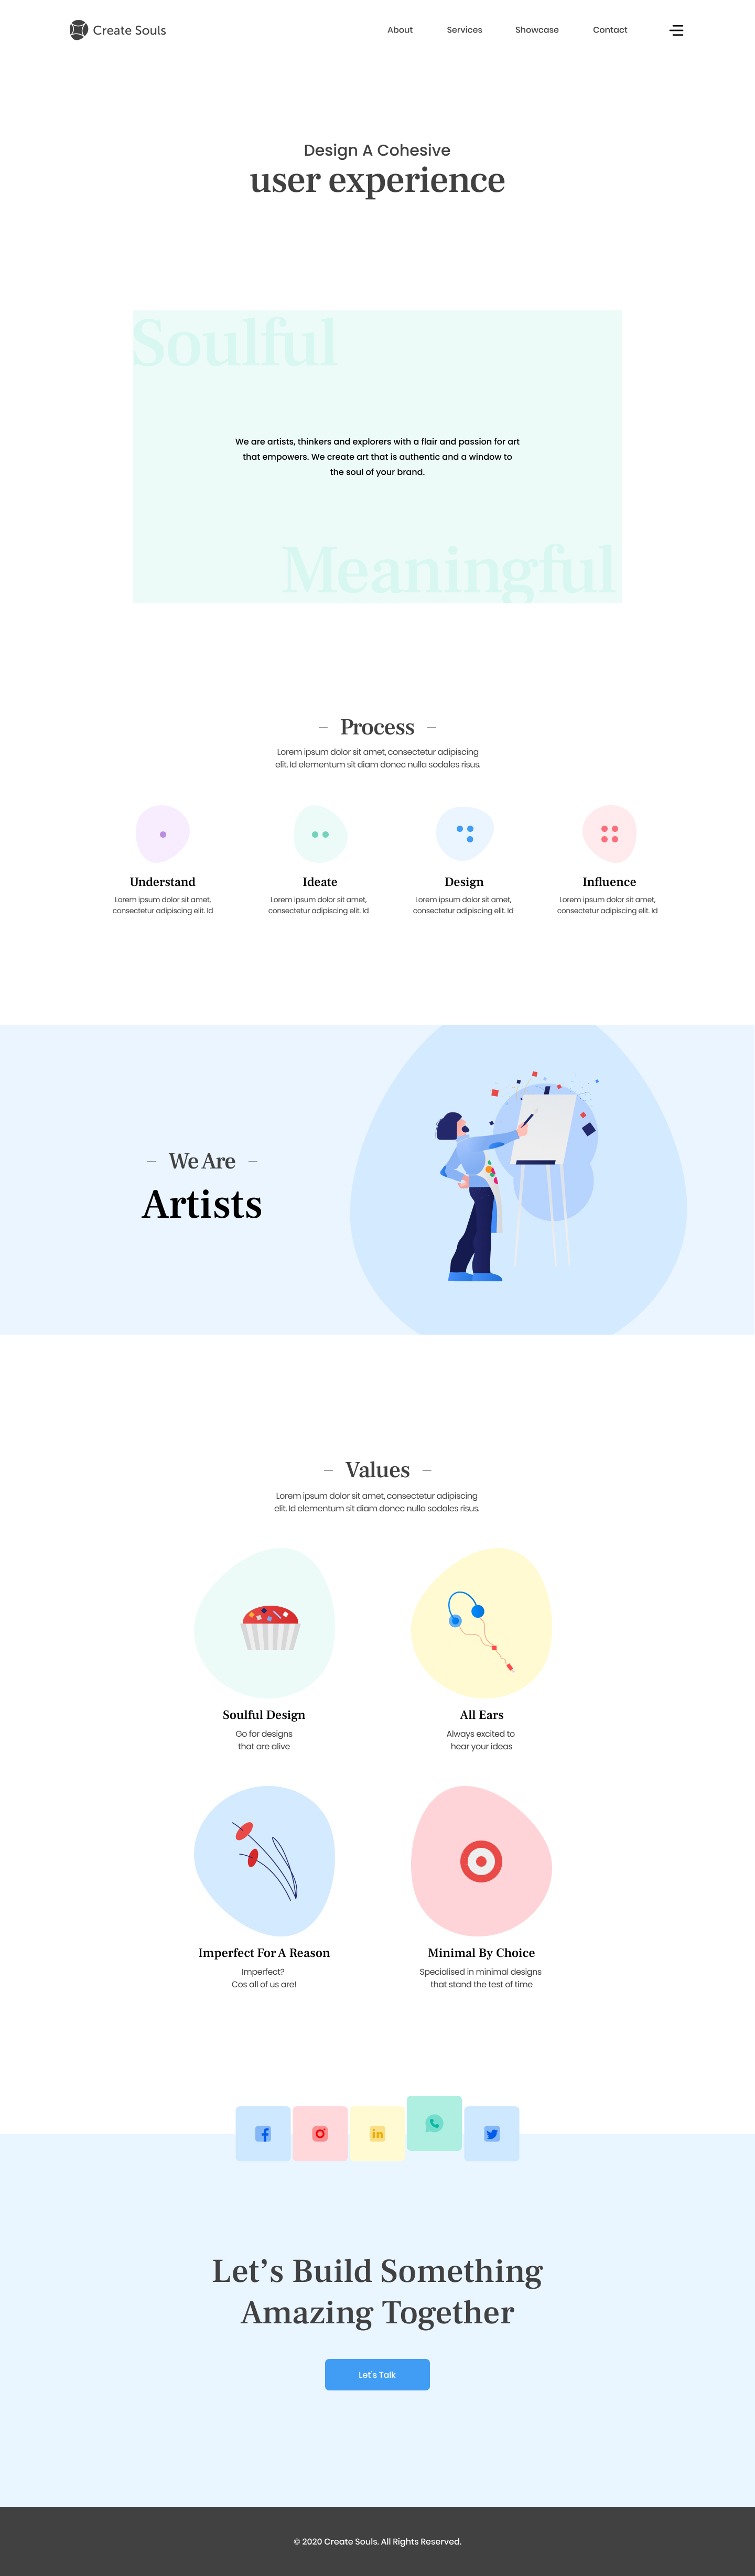 Create Souls
About Services Showcase Contact
Design A Cohesive
user experience
Soulful
We are artists, thinkers and explorers with a flair and passion for art
that empowers. We create art that is authentic and a window to
the soul of your brand.
Meaningful
Process
Lorem ipsum dolor sit amet, consectetur adipiscing
elit. Id elementum sit diam donec nulla sodales risus.
Understand
Lorem ipsum dolor sit amet,
consectetur adipiscing elit. Id
Ideate
Lorem ipsum dolor sit amet,
consectetur adipiscing elit. Id
Design
Lorem ipsum dolor sit amet,
consectetur adipiscing elit. Id
Influence
Lorem ipsum dolor sit amet,
consectetur adipiscing elit. Id
We Are
Artists
Values
Lorem ipsum dolor sit amet, consectetur adipiscing
elit. Id elementum sit diam donec nulla sodales risus.
Soulful Design
Go for designs
that are alive
All Ears
Always excited to
hear your ideas
Imperfect For A Reason
Imperfect?
Cos all of us are!
Minimal By Choice
Specialised in minimal designs
that stand the test of time
Let’s Build Something
Amazing Together
Let’s Talk
© 2020 Create Souls. All Rights Reserved.